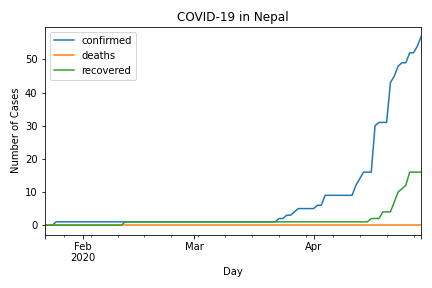 COVID-19 in Nepal
confirmed
deaths
recovered
Number of Cases
50
40
30
20
10
0
Feb
2020
Mar
Apr
Day